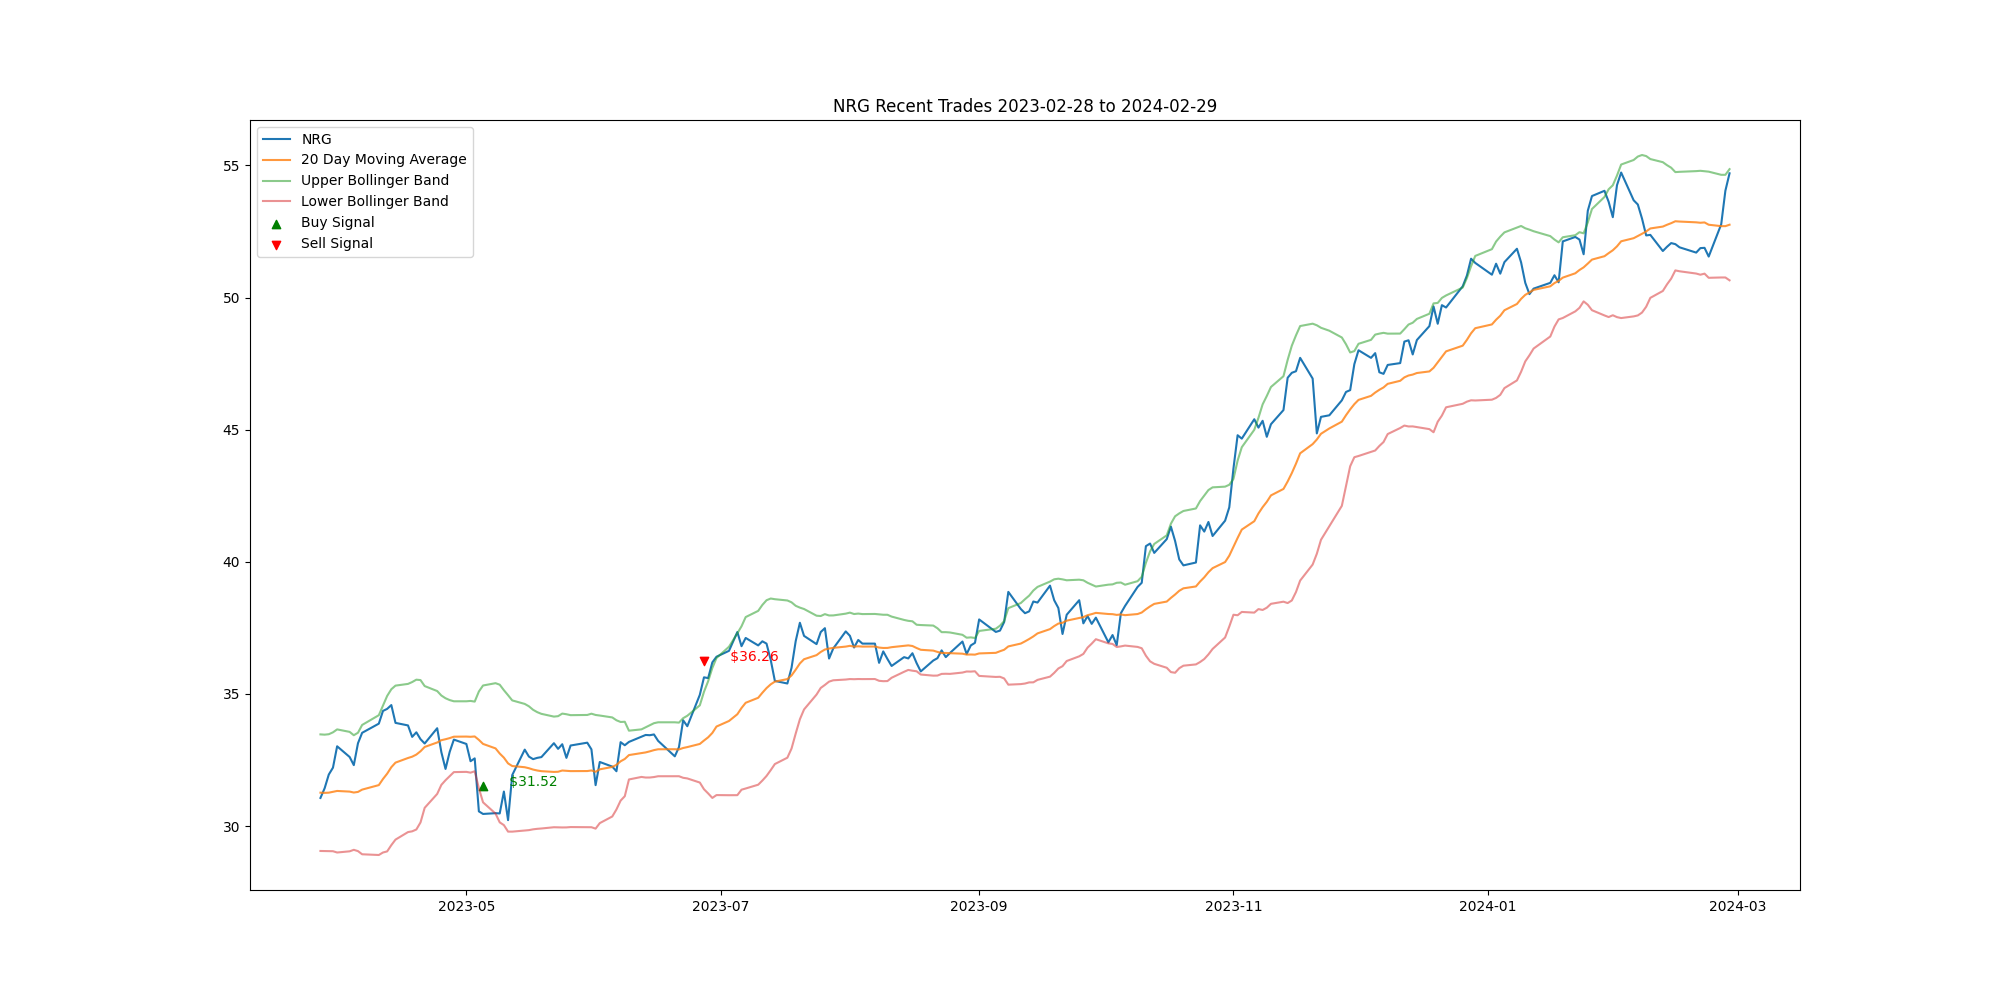 NRG Recent Trades 2023-02-28 to 2024-02-29
NRG
20 Day Moving Average
Upper Bollinger Band
Lower Bollinger Band
Buy Signal
Sell Signal
55
50
45
40
35
30
$36.26
$31.52
2023-05
2023-07
2023-09
2023-11
2024-01
2024-03